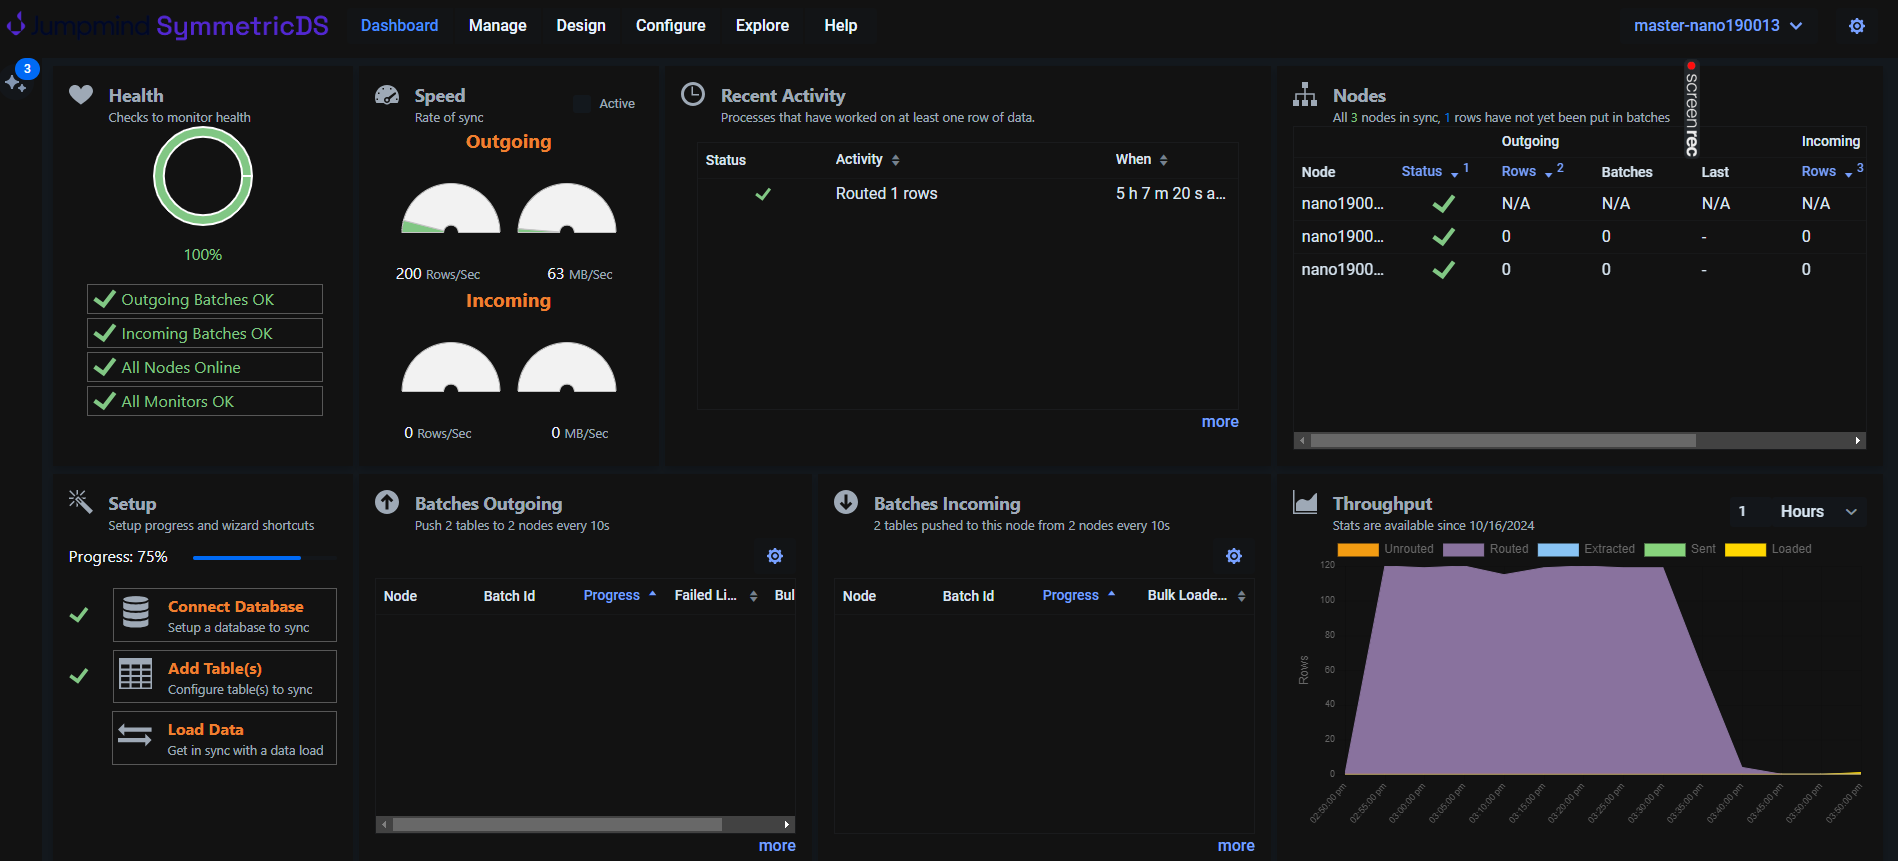 Jumpmind SymmetricDS
Dashboard Manage Design Configure Explore Help
master-nano190013
3
Health
Checks to monitor health
100%
Outgoing Batches OK
Incoming Batches OK
All Nodes Online
All Monitors OK
Speed
Rate of sync
Active
Outgoing
200 Rows/Sec 63 MB/Sec
Incoming
0 Rows/Sec 0 MB/Sec
Recent Activity
Processes that have worked on at least one row of data.
Status Activity When
Routed 1 rows 5 h 7 m 20 s a...
more
Nodes
All 3 nodes in sync, 1 rows have not yet been put in batches
screenrec
Outgoing Incoming
Node Status 1 Rows 2 Batches Last Rows 3
nano1900... N/A N/A N/A N/A
nano1900... 0 0 - 0
nano1900... 0 0 - 0
Setup
Setup progress and wizard shortcuts
Progress: 75%
Connect Database
Setup a database to sync
Add Table(s)
Configure table(s) to sync
Load Data
Get in sync with a data load
Batches Outgoing
Push 2 tables to 2 nodes every 10s
Node Batch Id Progress Failed Li... Bul
more
Batches Incoming
2 tables pushed to this node from 2 nodes every 10s
Node Batch Id Progress Bulk Loade...
more
Throughput
Stats are available since 10/16/2024
1 Hours
Unrouted Routed Extracted Sent Loaded
120
100
80
60
40
20
0
Rows
02:50:00 pm 02:55:00 pm 03:00:00 pm 03:05:00 pm 03:10:00 pm 03:15:00 pm 03:20:00 pm 03:25:00 pm 03:30:00 pm 03:35:00 pm 03:40:00 pm 03:45:00 pm 03:50:00 pm 03:50:00 pm